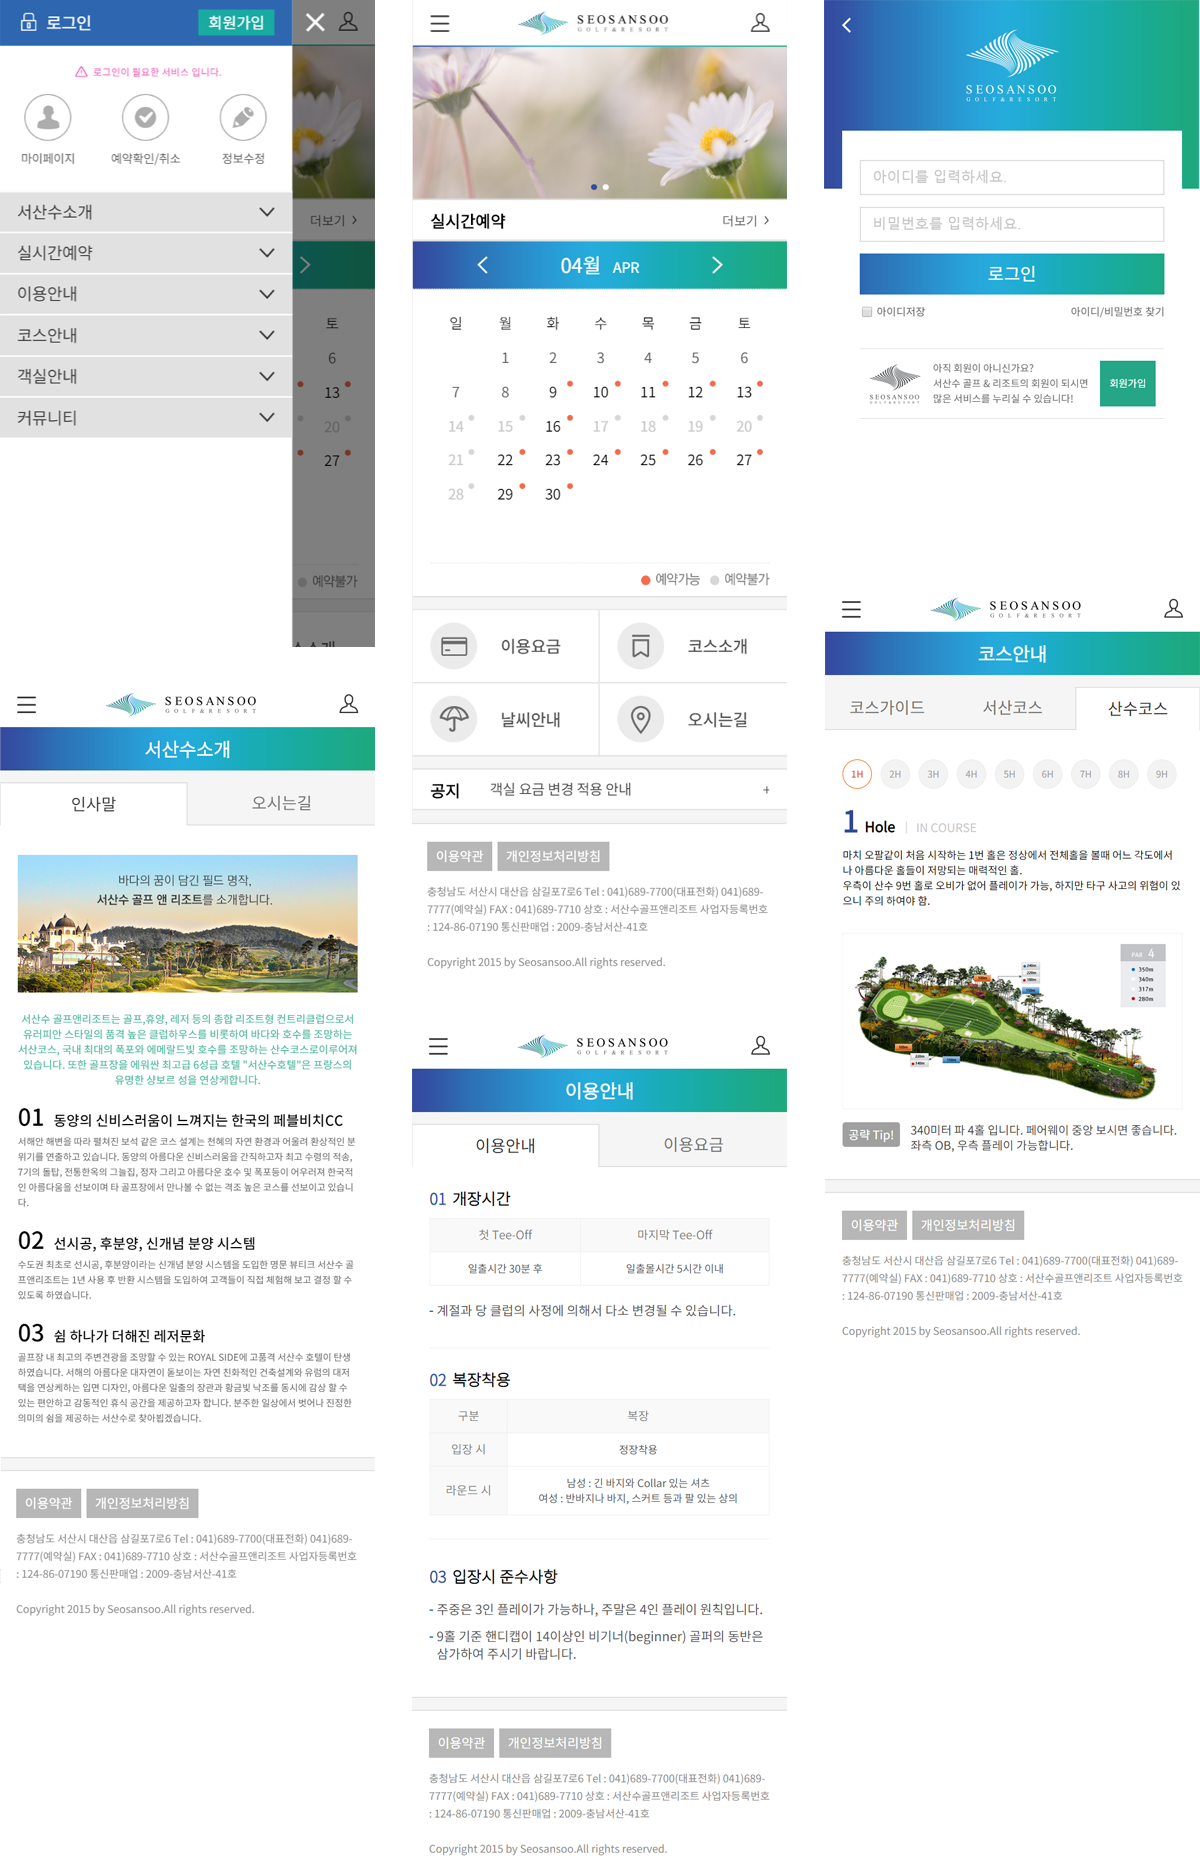 로그인
회원가입
로그인이 필요한 서비스 입니다.
마이페이지
예약확인/취소
정보수정
서산수소개
실시간예약
이용안내
코스안내
객실안내
커뮤니티
더보기
토
6
13
20
27
예약불가
SEOSANSOO
GOLF&RESORT
실시간예약
더보기
04월 APR
일 월 화 수 목 금 토
1 2 3 4 5 6
7 8 9 10 11 12 13
14 15 16 17 18 19 20
21 22 23 24 25 26 27
28 29 30
예약가능 예약불가
이용요금
코스소개
날씨안내
오시는길
공지 객실 요금 변경 적용 안내 +
이용약관
개인정보처리방침
충청남도 서산시 대산읍 삼길포7로6 Tel : 041)689-7700(대표전화) 041)689-
7777(예약실) FAX : 041)689-7710 상호 : 서산수골프앤리조트 사업자등록번호
: 124-86-07190 통신판매업 : 2009-충남서산-41호
Copyright 2015 by Seosansoo.All rights reserved.
SEOSANSOO
GOLF&RESORT
아이디를 입력하세요.
비밀번호를 입력하세요.
로그인
아이디저장
아이디/비밀번호 찾기
SEOSANSOO
GOLF&RESORT
아직 회원이 아니신가요?
서산수 골프 & 리조트의 회원이 되시면
많은 서비스를 누리실 수 있습니다!
회원가입
SEOSANSOO
GOLF&RESORT
서산수소개
인사말
오시는길
바다의 꿈이 담긴 필드 명작,
서산수 골프 앤 리조트를 소개합니다.
서산수 골프앤리조트는 골프,휴양, 레저 등의 종합 리조트형 컨트리클럽으로서
유러피안 스타일의 품격 높은 클럽하우스를 비롯하여 바다와 호수를 조망하는
서산코스, 국내 최대의 폭포와 에메랄드빛 호수를 조망하는 산수코스로이루어져
있습니다. 또한 골프장을 에워싼 최고급 6성급 호텔 "서산수호텔"은 프랑스의
유명한 샹보르 성을 연상케합니다.
01 동양의 신비스러움이 느껴지는 한국의 페블비치CC
서해안 해변을 따라 펼쳐진 보석 같은 코스 설계는 천혜의 자연 환경과 어울려 환상적인 분
위기를 연출하고 있습니다. 동양의 아름다운 신비스러움을 간직하고자 최고 수령의 적송,
7기의 돌탑, 전통한옥의 그늘집, 정자 그리고 아름다운 호수 및 폭포등이 어우러져 한국적
인 아름다움을 선보이며 타 골프장에서 만나볼 수 없는 격조 높은 코스를 선보이고 있습니
다.
02 선시공, 후분양, 신개념 분양 시스템
수도권 최초로 선시공, 후분양이라는 신개념 분양 시스템을 도입한 명문 뷰티크 서산수 골
프앤리조트는 1년 사용 후 반환 시스템을 도입하여 고객들이 직접 체험해 보고 결정 할 수
있도록 하였습니다.
03 쉼 하나가 더해진 레저문화
골프장 내 최고의 주변견광을 조망할 수 있는 ROYAL SIDE에 고품격 서산수 호텔이 탄생
하였습니다. 서해의 아름다운 대자연이 돋보이는 자연 친화적인 건축설계와 유럽의 대저
택을 연상케하는 입면 디자인, 아름다운 일출의 장관과 황금빛 낙조를 동시에 감상 할 수
있는 편안하고 감동적인 휴식 공간을 제공하고자 합니다. 분주한 일상에서 벗어나 진정한
의미의 쉼을 제공하는 서산수로 찾아뵙겠습니다.
이용약관
개인정보처리방침
충청남도 서산시 대산읍 삼길포7로6 Tel : 041)689-7700(대표전화) 041)689-
7777(예약실) FAX : 041)689-7710 상호 : 서산수골프앤리조트 사업자등록번호
: 124-86-07190 통신판매업 : 2009-충남서산-41호
Copyright 2015 by Seosansoo.All rights reserved.
SEOSANSOO
GOLF&RESORT
이용안내
이용안내
이용요금
01 개장시간
첫 Tee-Off 마지막 Tee-Off
일출시간 30분 후 일출몰시간 5시간 이내
- 계절과 당 클럽의 사정에 의해서 다소 변경될 수 있습니다.
02 복장착용
구분 복장
입장 시 정장착용
라운드 시
남성 : 긴 바지와 Collar 있는 셔츠
여성 : 반바지나 바지, 스커트 등과 팔 있는 상의
03 입장시 준수사항
- 주중은 3인 플레이가 가능하나, 주말은 4인 플레이 원칙입니다.
- 9홀 기준 핸디캡이 14이상인 비기너(beginner) 골퍼의 동반은
삼가하여 주시기 바랍니다.
이용약관
개인정보처리방침
충청남도 서산시 대산읍 삼길포7로6 Tel : 041)689-7700(대표전화) 041)689-
7777(예약실) FAX : 041)689-7710 상호 : 서산수골프앤리조트 사업자등록번호
: 124-86-07190 통신판매업 : 2009-충남서산-41호
Copyright 2015 by Seosansoo.All rights reserved.
SEOSANSOO
GOLF&RESORT
코스안내
코스가이드
서산코스
산수코스
1H 2H 3H 4H 5H 6H 7H 8H 9H
1 Hole | IN COURSE
마치 오팔같이 처음 시작하는 1번 홀은 정상에서 전체홀을 볼때 어느 각도에서
나 아름다운 홀들이 저망되는 매력적인 홀.
우측이 산수 9번 홀로 오비가 없어 플레이가 가능, 하지만 타구 사고의 위험이 있
으니 주의 하여야 함.
PAR 4
350m
340m
317m
280m
공략 Tip!
340미터 파 4홀 입니다. 페어웨이 중앙 보시면 좋습니다.
좌측 OB, 우측 플레이 가능합니다.
이용약관
개인정보처리방침
충청남도 서산시 대산읍 삼길포7로6 Tel : 041)689-7700(대표전화) 041)689-
7777(예약실) FAX : 041)689-7710 상호 : 서산수골프앤리조트 사업자등록번호
: 124-86-07190 통신판매업 : 2009-충남서산-41호
Copyright 2015 by Seosansoo.All rights reserved.